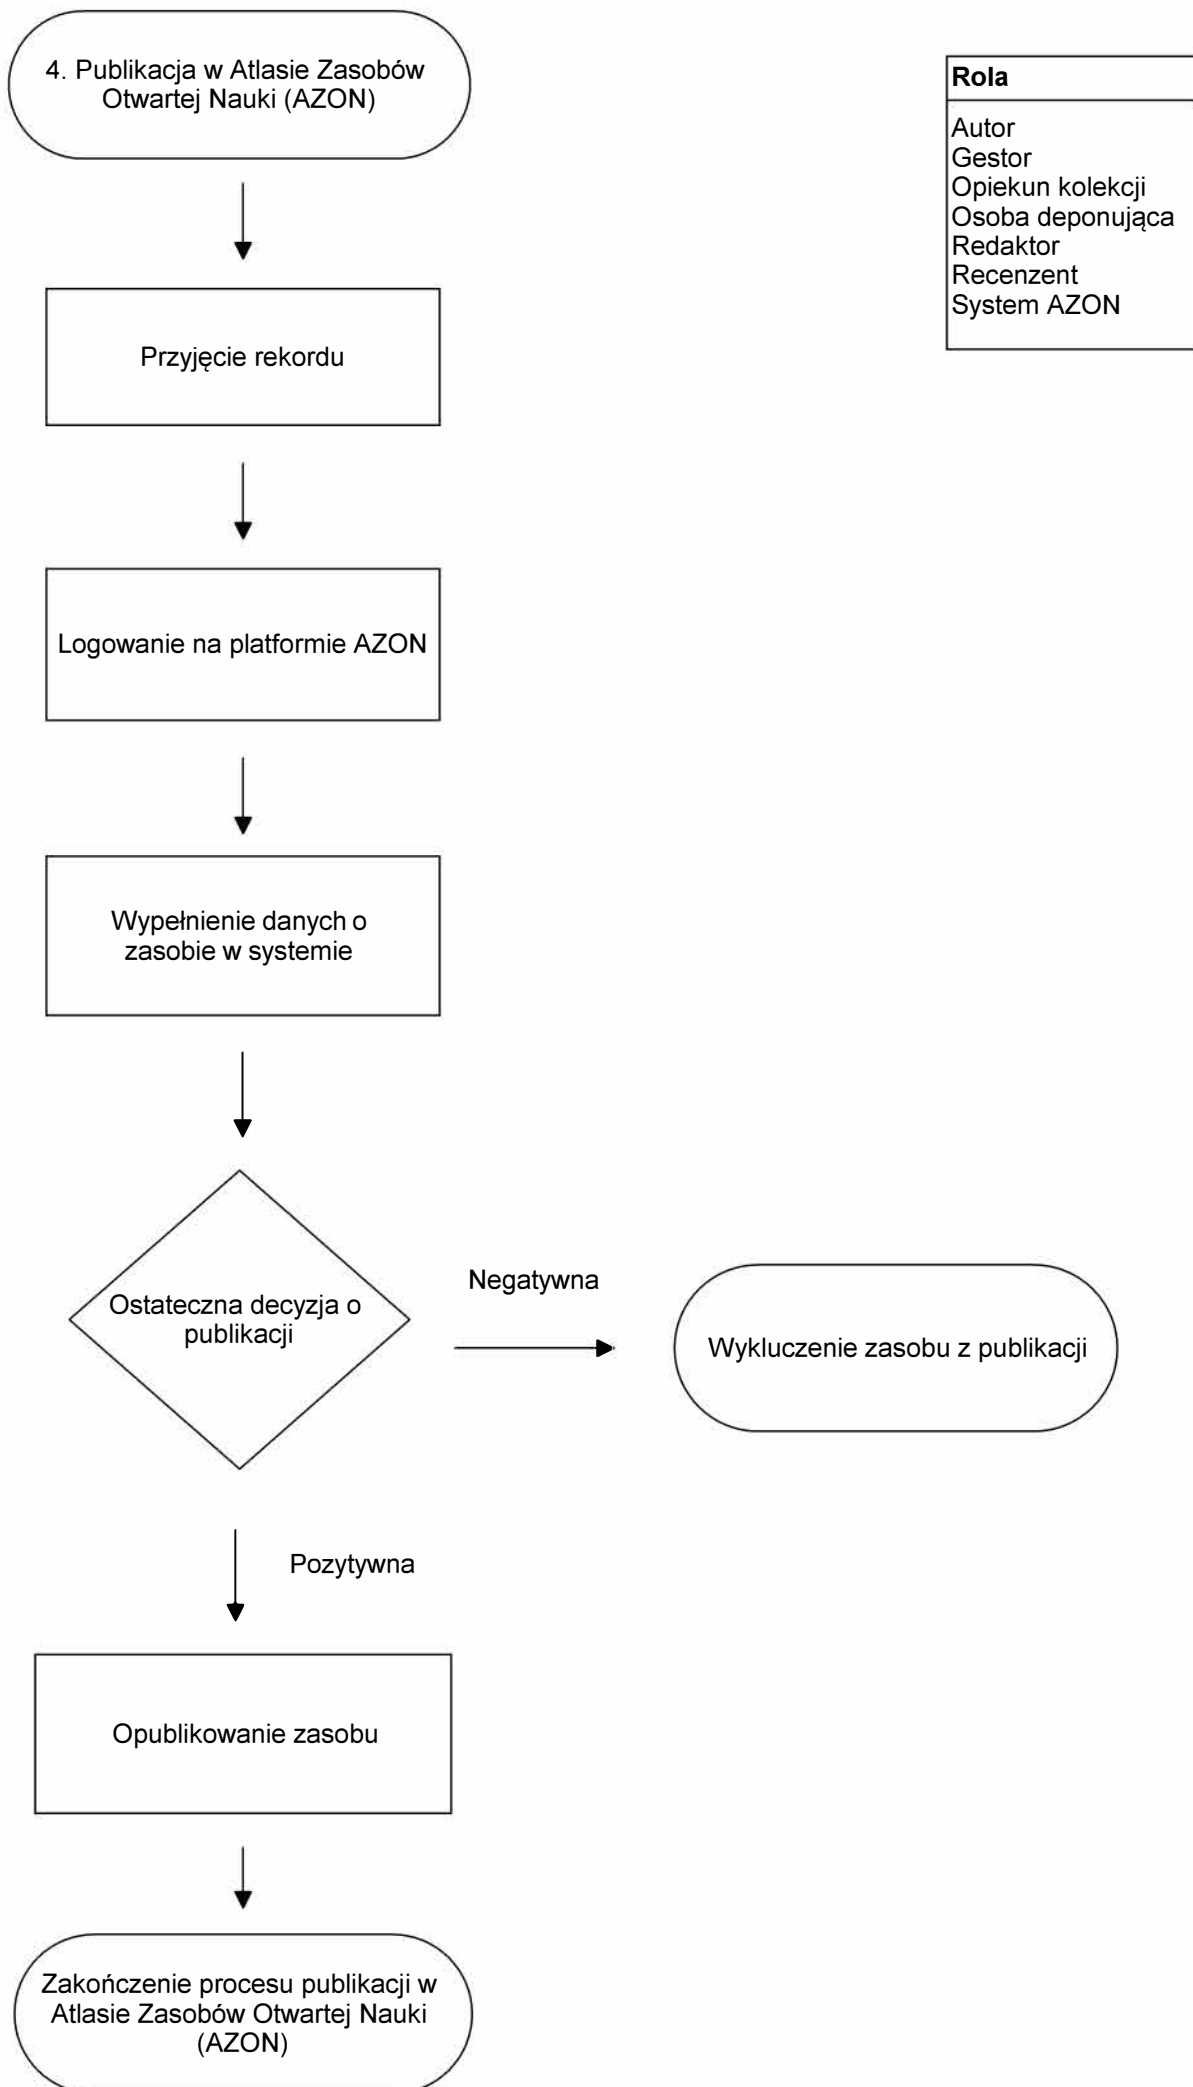 4. Publikacja w Atlasie Zasobów
Otwartej Nauki (AZON)
Rola
Autor
Gestor
Opiekun kolekcji
Osoba deponująca
Redaktor
Recenzent
System AZON
Przyjęcie rekordu
Logowanie na platformie AZON
Wypełnienie danych o
zasobie w systemie
Ostateczna decyzja o
publikacji
Negatywna
Wykluczenie zasobu z publikacji
Pozytywna
Opublikowanie zasobu
Zakończenie procesu publikacji w
Atlasie Zasobów Otwartej Nauki
(AZON)